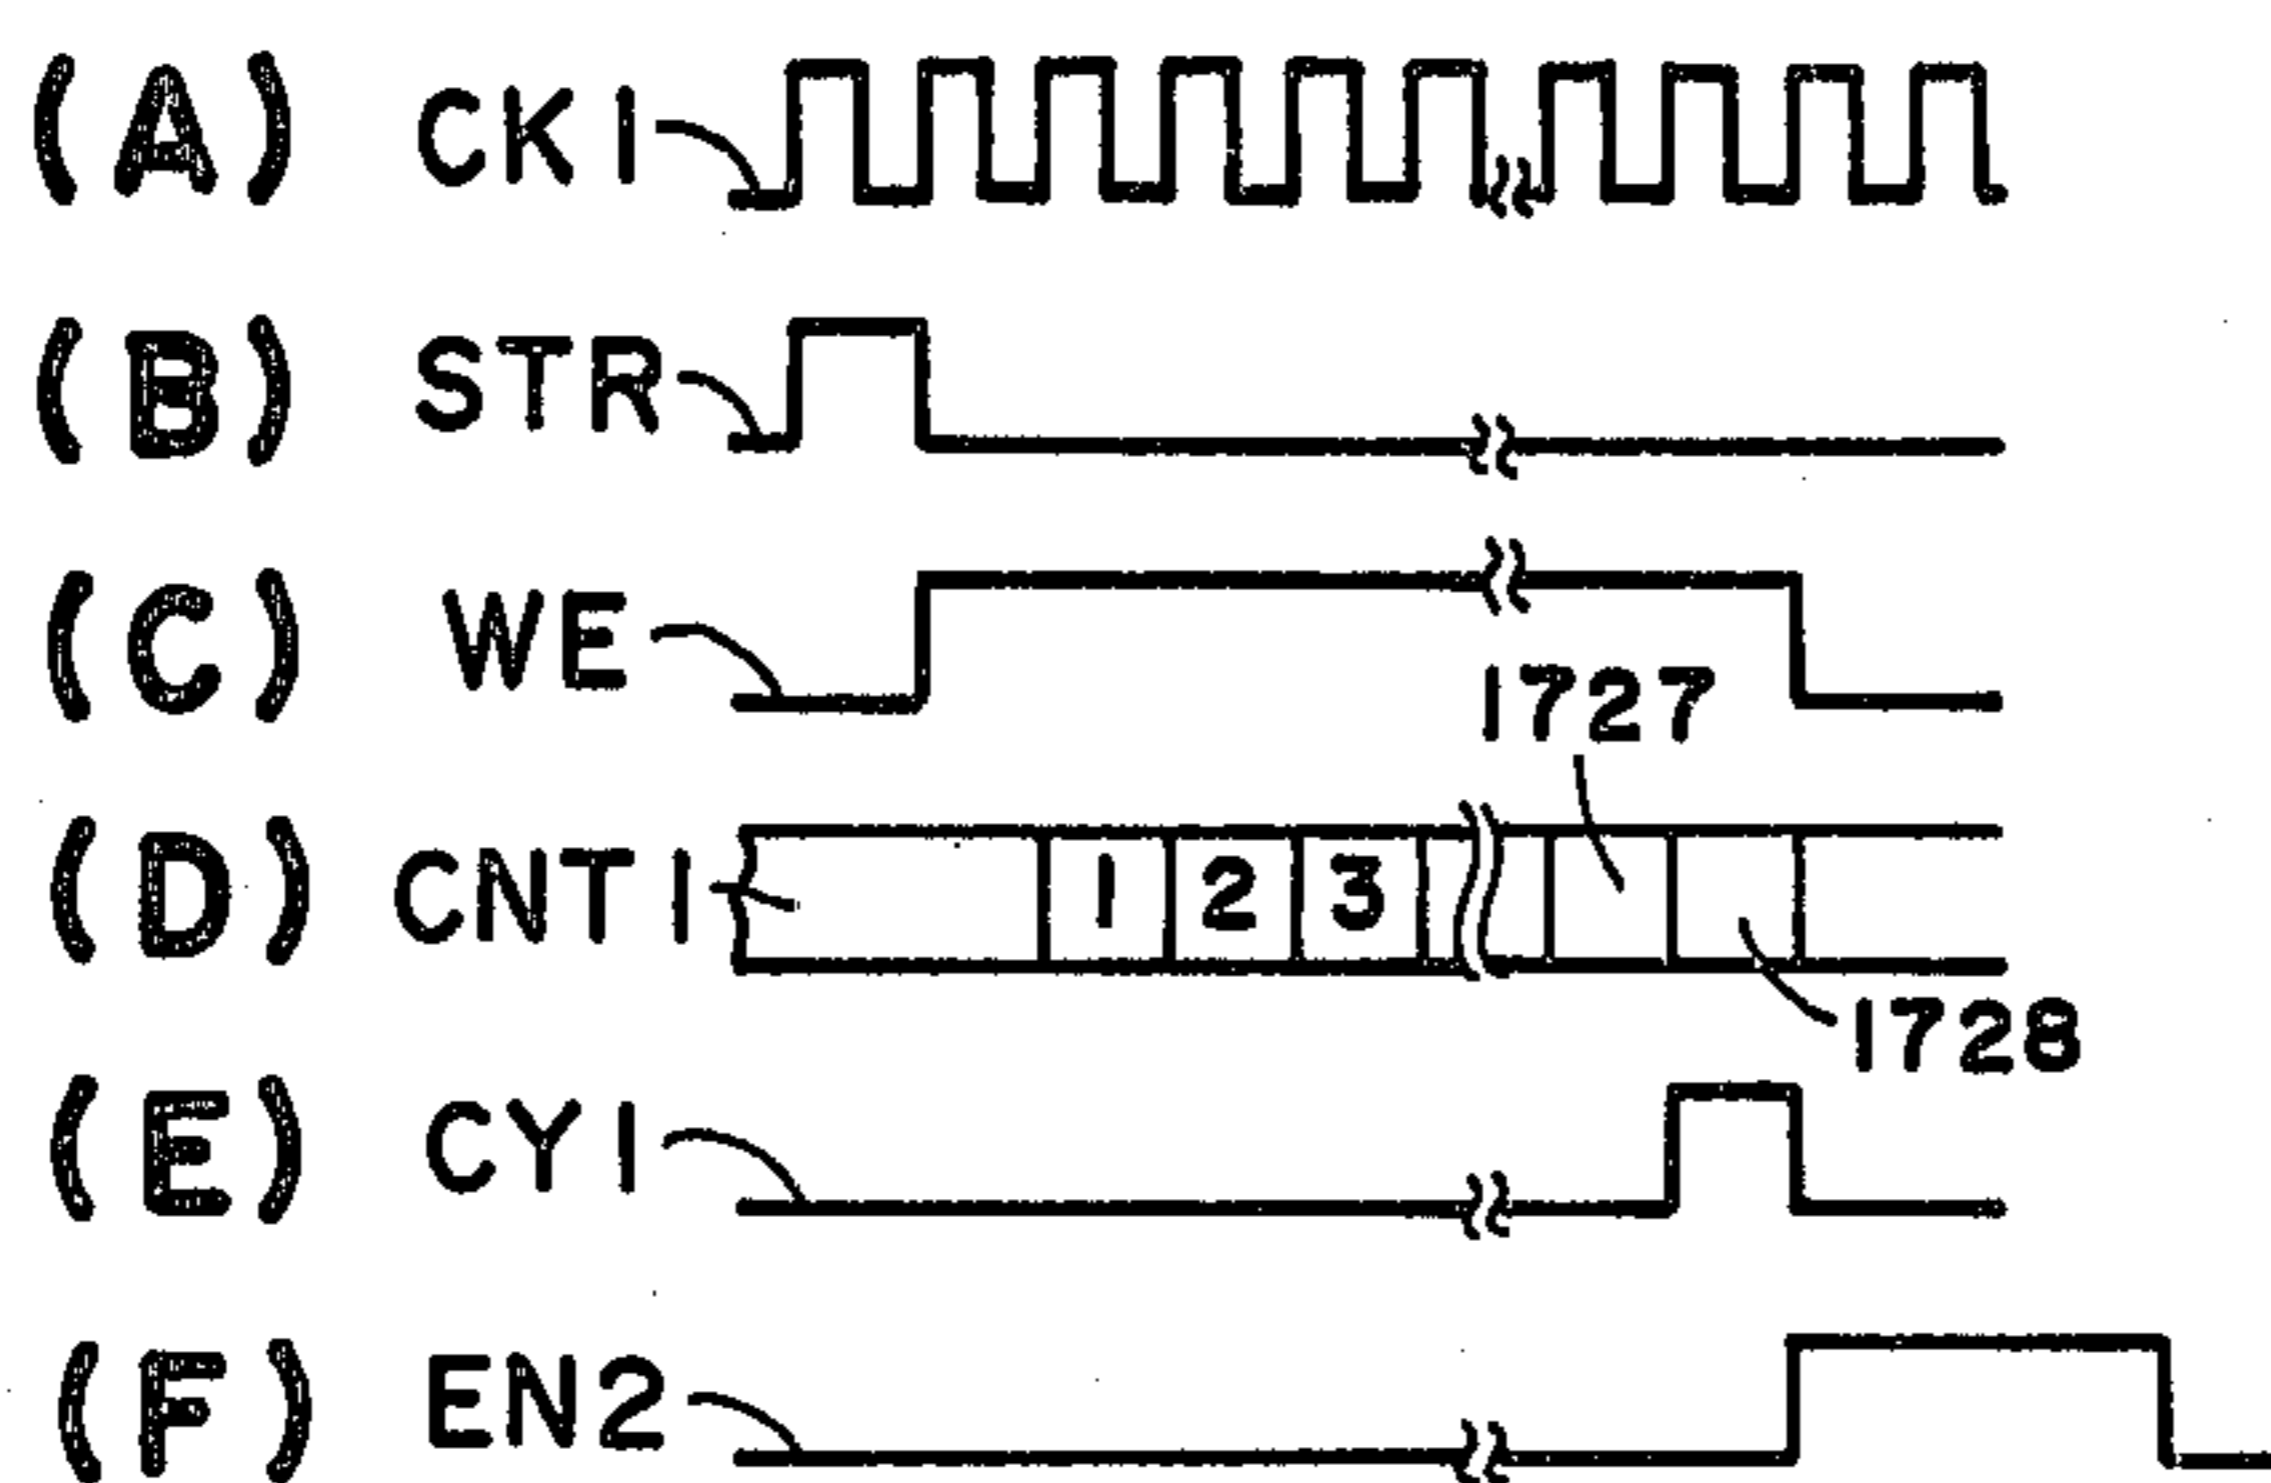 (A) CK1
(B) STR
(C) WE
1727
(D) CNT1 1 2 3
1728
(E) CY1
(F) EN2